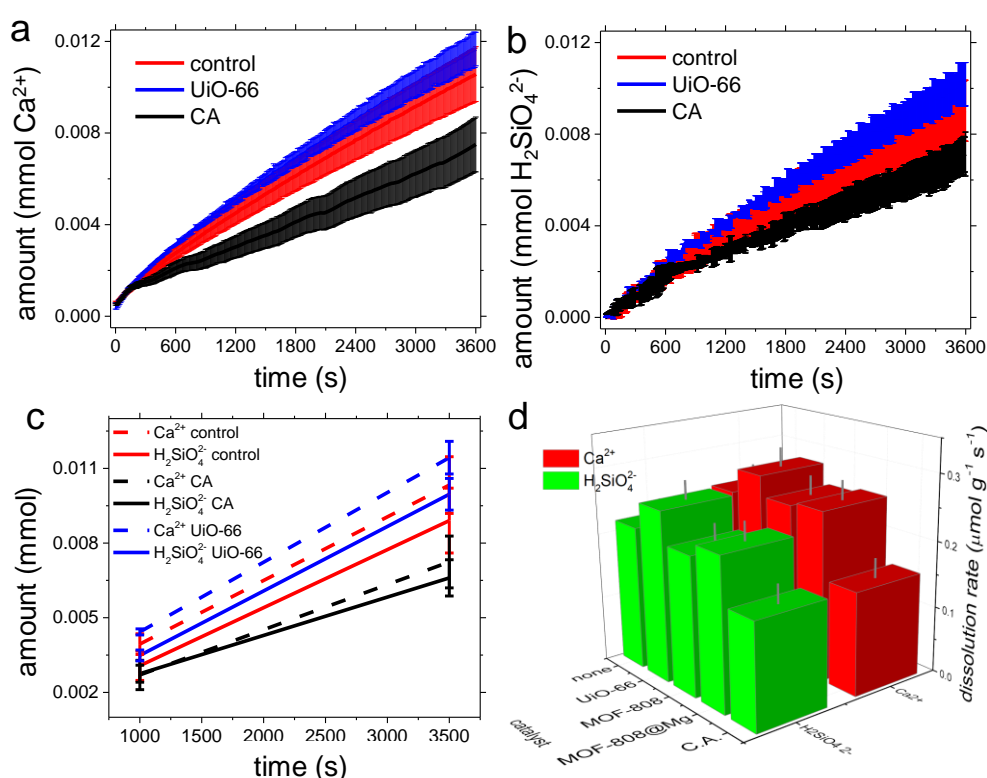 a
amount (mmol Ca²⁺)
0.012
0.008
0.004
0.000
control
UiO-66
CA
0 600 1200 1800 2400 3000 3600
time (s)
b
amount (mmol H₂SiO₄²⁻)
0.012
0.008
0.004
0.000
control
UiO-66
CA
0 600 1200 1800 2400 3000 3600
time (s)
c
amount (mmol)
0.011
0.008
0.005
0.002
Ca²⁺ control
H₂SiO₄²⁻ control
Ca²⁺ CA
H₂SiO₄²⁻ CA
Ca²⁺ UiO-66
H₂SiO₄²⁻ UiO-66
1000 1500 2000 2500 3000 3500
time (s)
d
Ca²⁺
H₂SiO₄²⁻
0.3
0.2
0.1
0.0
dissolution rate (μmol g⁻¹ s⁻¹)
none
UiO-66
MOF-808
MOF-808@Mg
C.A.
catalyst
H2SiO4 2-
Ca2+